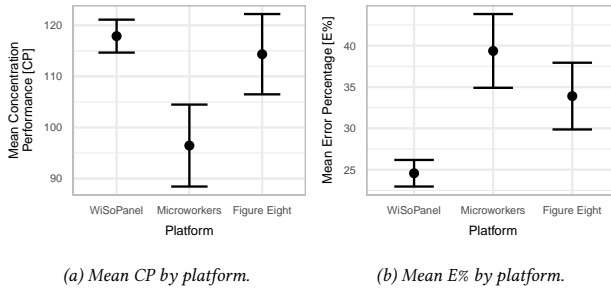 Mean Concentration
Performance [CP]
120
110
100
90
WiSoPanel
Microworkers
Figure Eight
Platform
(a) Mean CP by platform.
Mean Error Percentage [E%]
40
35
30
25
WiSoPanel
Microworkers
Figure Eight
Platform
(b) Mean E% by platform.